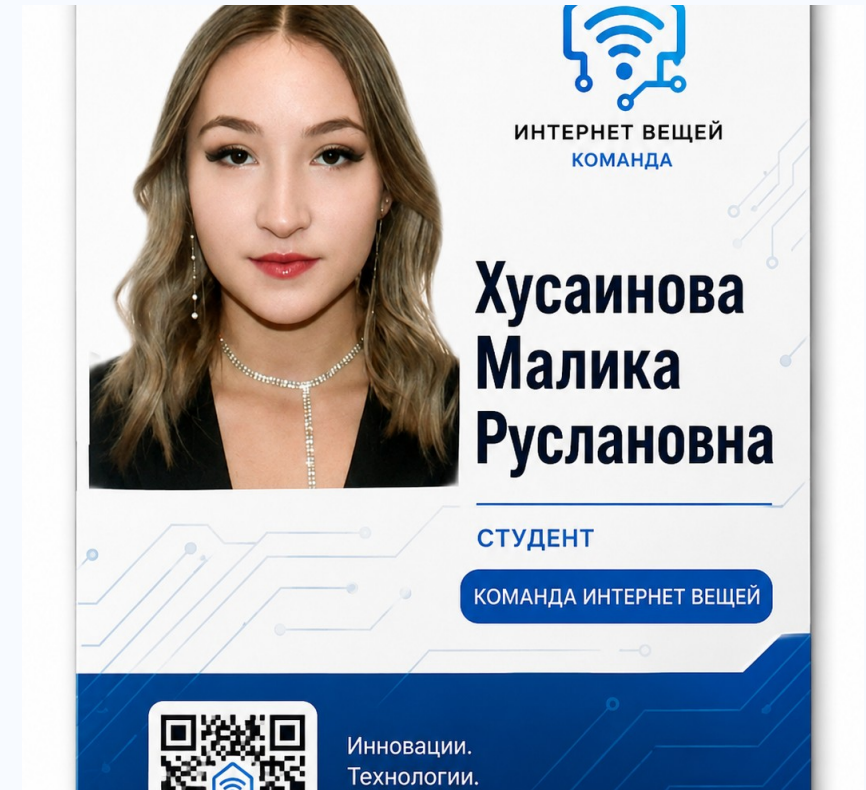 ИНТЕРНЕТ ВЕЩЕЙ
КОМАНДА
Хусаинова
Малика
Руслановна
СТУДЕНТ
КОМАНДА ИНТЕРНЕТ ВЕЩЕЙ
Инновации.
Технологии.